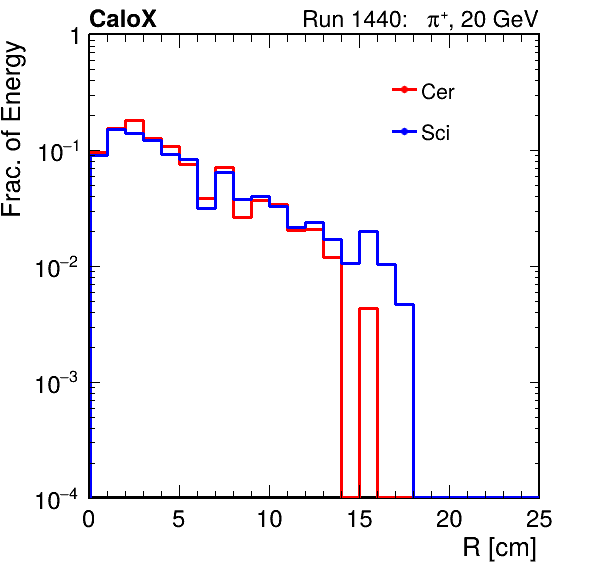 CaloX Run 1440: π⁺, 20 GeV
Frac. of Energy
1
10⁻¹
10⁻²
10⁻³
10⁻⁴
Cer
Sci
0 5 10 15 20 25
R [cm]